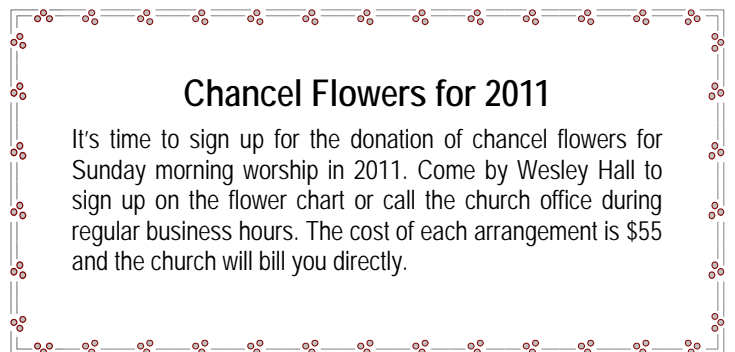 Chancel Flowers for 2011
It's time to sign up for the donation of chancel flowers for
Sunday morning worship in 2011. Come by Wesley Hall to
sign up on the flower chart or call the church office during
regular business hours. The cost of each arrangement is $55
and the church will bill you directly.